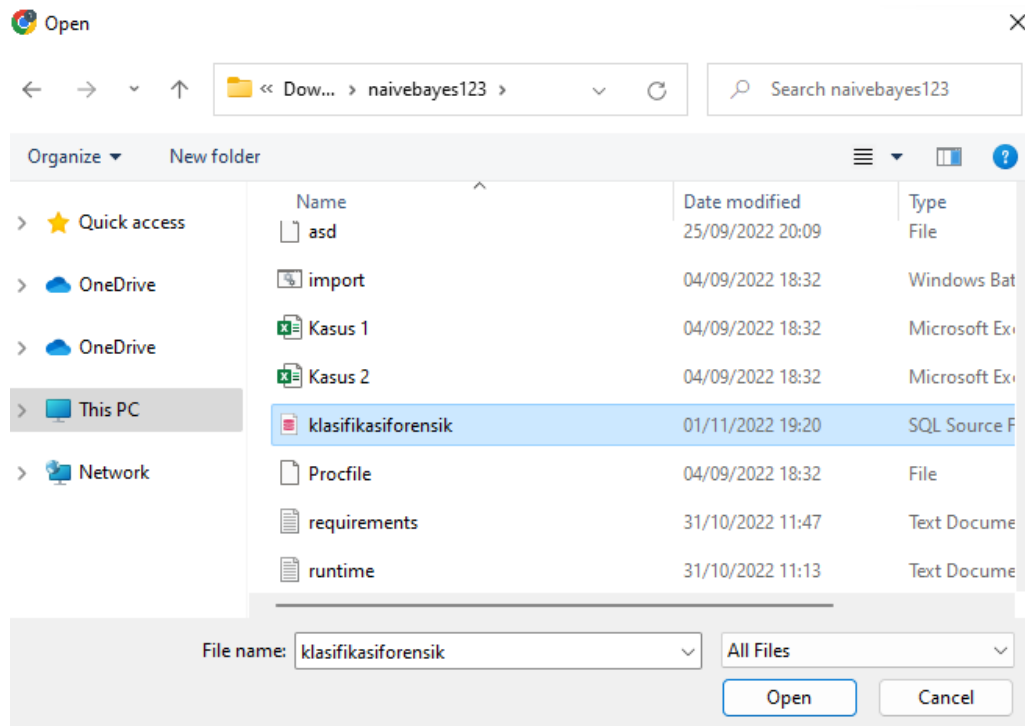 Open
« Dow... > naivebayes123 >
Search naivebayes123
Organize
New folder
Name Date modified Type
Quick access
OneDrive
OneDrive
This PC
Network
asd 25/09/2022 20:09 File
import 04/09/2022 18:32 Windows Bat
Kasus 1 04/09/2022 18:32 Microsoft Ex
Kasus 2 04/09/2022 18:32 Microsoft Ex
klasifikasiforensik 01/11/2022 19:20 SQL Source F
Procfile 04/09/2022 18:32 File
requirements 31/10/2022 11:47 Text Docume
runtime 31/10/2022 11:13 Text Docume
File name: klasifikasiforensik All Files
Open Cancel